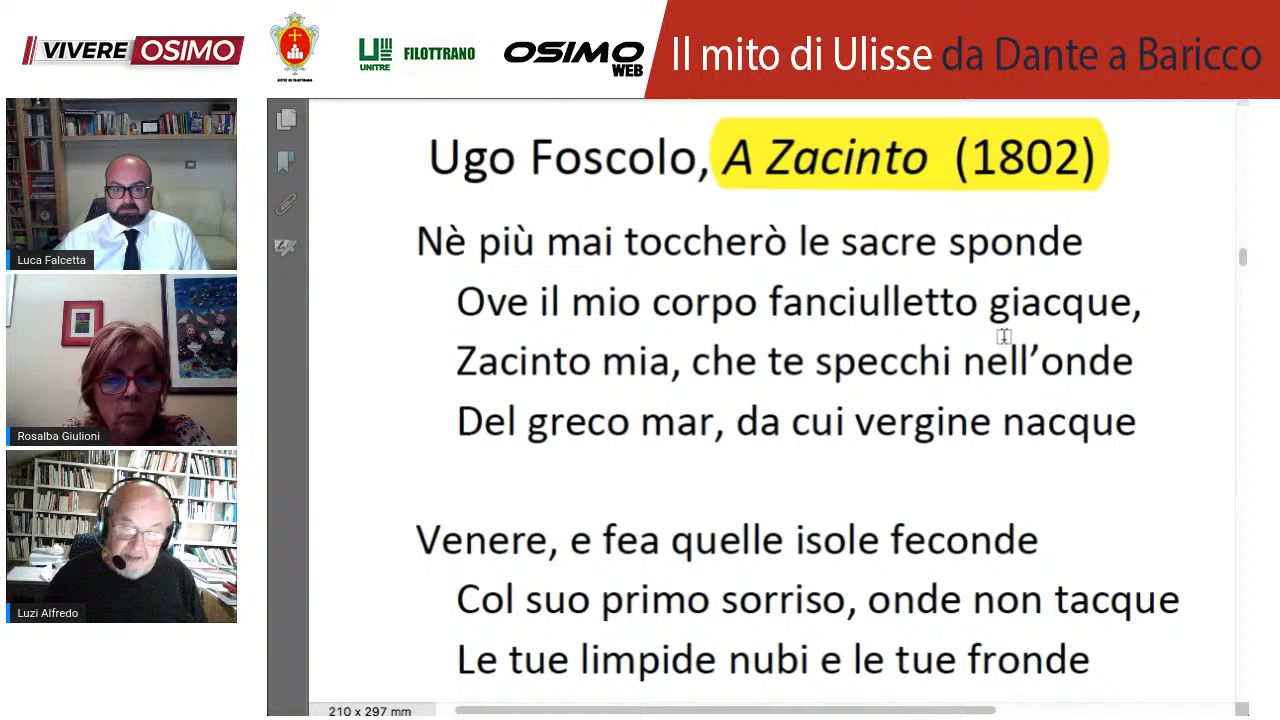 VIVERE OSIMO
UNITRE
FILOTTRANO
OSIMO
WEB
Il mito di Ulisse da Dante a Baricco
Luca Falcetta
Rosalba Giulioni
Luzi Alfredo
Ugo Foscolo, A Zacinto (1802)
Nè più mai toccherò le sacre sponde
Ove il mio corpo fanciulletto giacque,
Zacinto mia, che te specchi nell’onde
Del greco mar, da cui vergine nacque
Venere, e fea quelle isole feconde
Col suo primo sorriso, onde non tacque
Le tue limpide nubi e le tue fronde
210 x 297 mm